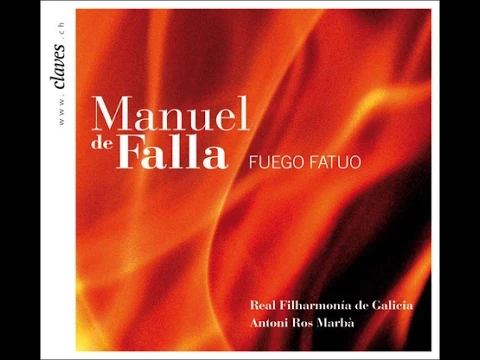 www.claves.ch
Manuel
de Falla FUEGO FATUO
Real Filharmonía de Galicia
Antoni Ros Marbà